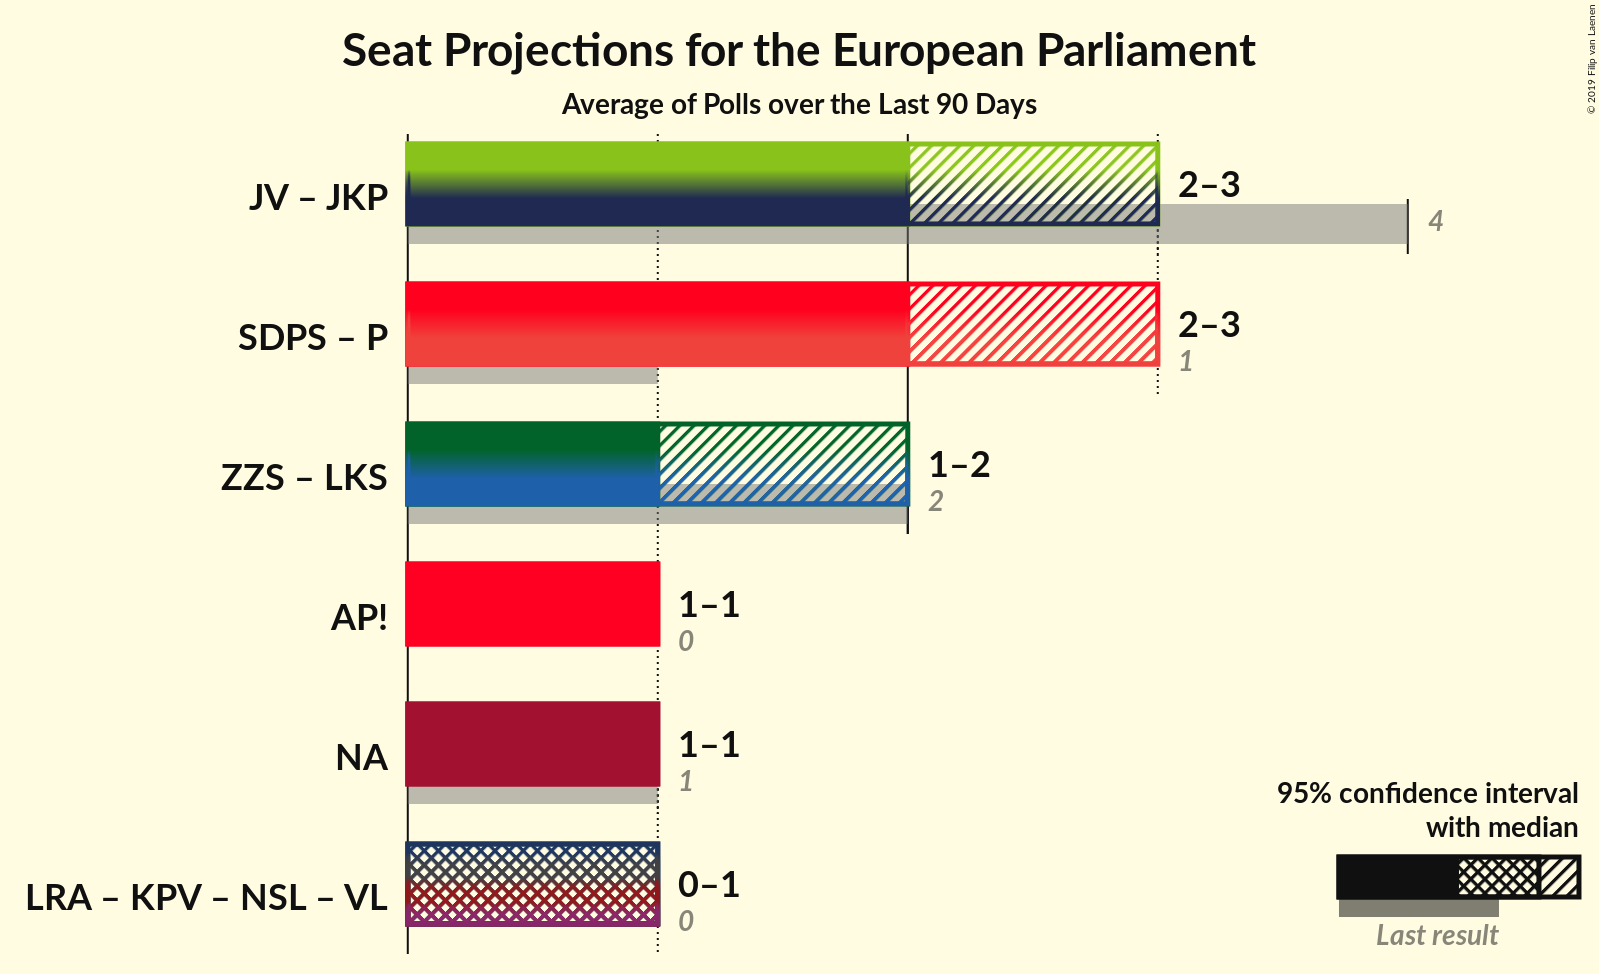 Seat Projections for the European Parliament
Average of Polls over the Last 90 Days
© 2019 Filip van Laenen
JV – JKP
2–3
4
SDPS – P
2–3
1
ZZS – LKS
1–2
2
AP!
1–1
0
NA
1–1
1
LRA – KPV – NSL – VL
0–1
0
95% confidence interval
with median
Last result